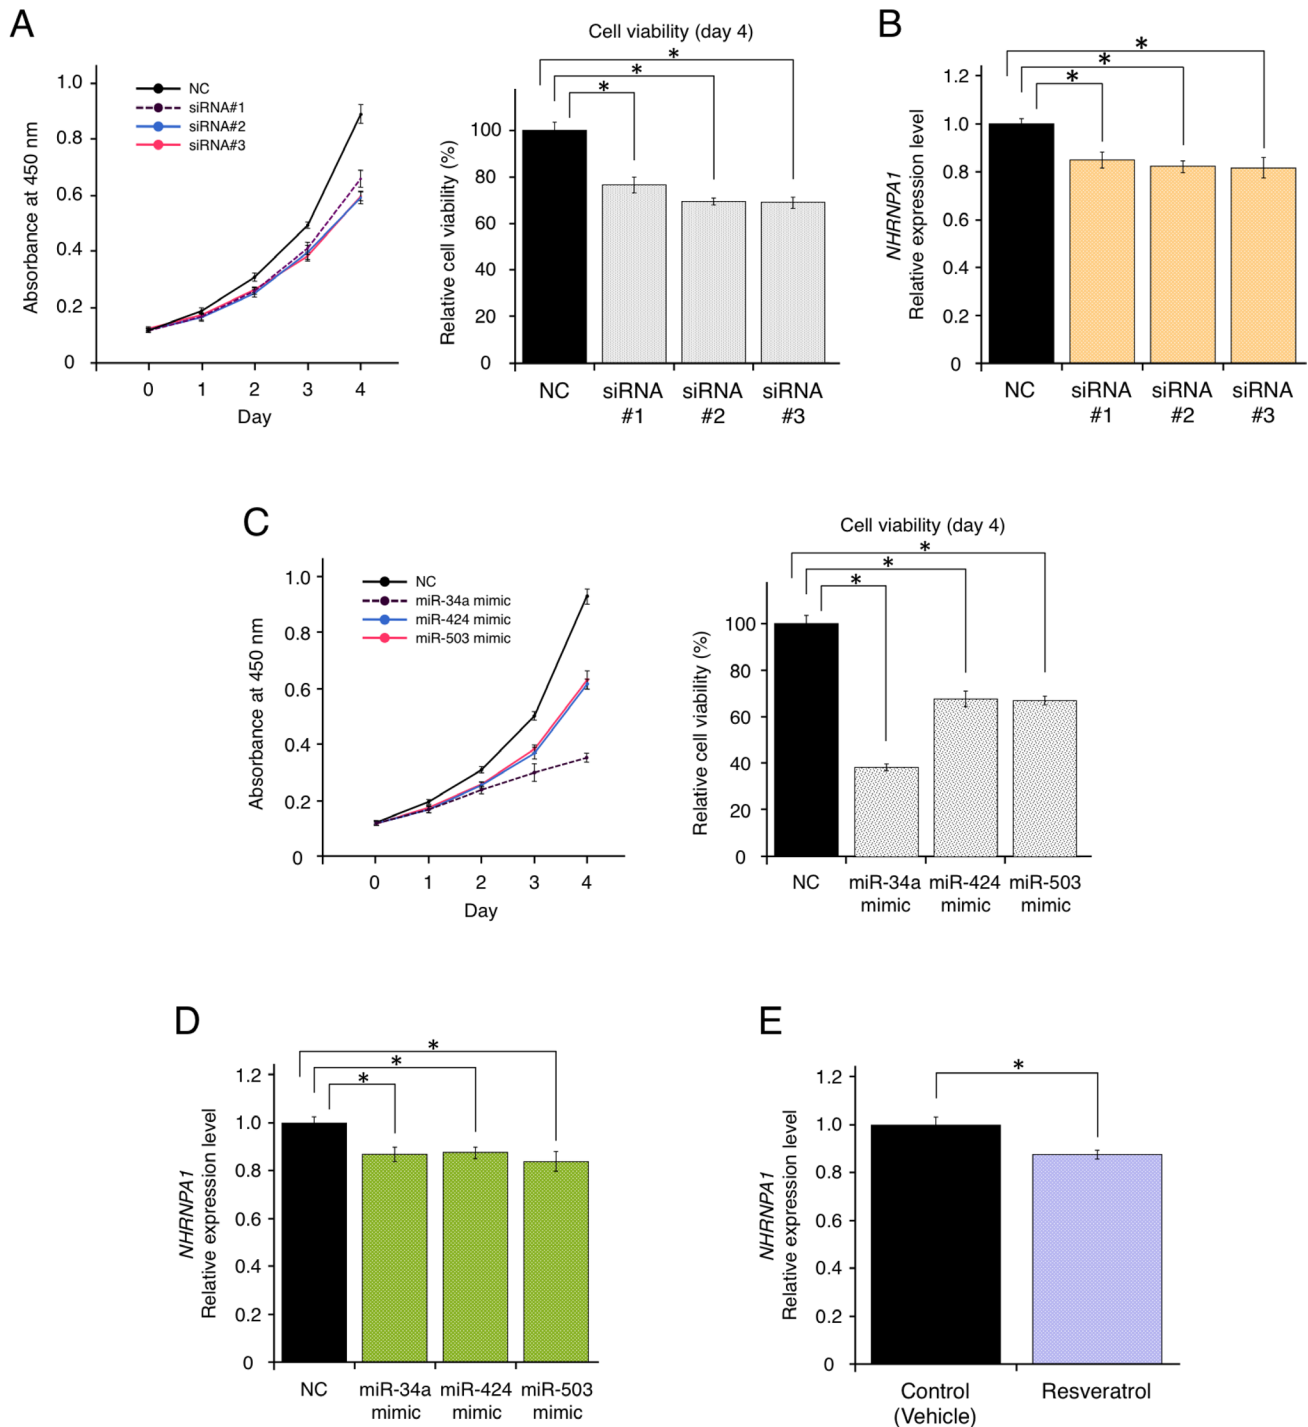 A
Absorbance at 450 nm
1.0
0.8
0.6
0.4
0.2
0
NC
siRNA#1
siRNA#2
siRNA#3
0 1 2 3 4
Day
Cell viability (day 4)
* * *
Relative cell viability (%)
100
80
60
40
20
0
NC siRNA siRNA siRNA
#1 #2 #3
B
* * *
NHRNPA1
Relative expression level
1.2
1.0
0.8
0.6
0.4
0.2
0
NC siRNA siRNA siRNA
#1 #2 #3
C
Absorbance at 450 nm
1.0
0.8
0.6
0.4
0.2
0
NC
miR-34a mimic
miR-424 mimic
miR-503 mimic
0 1 2 3 4
Day
Cell viability (day 4)
* * *
Relative cell viability (%)
100
80
60
40
20
0
NC miR-34a miR-424 miR-503
mimic mimic mimic
D
* * *
NHRNPA1
Relative expression level
1.2
1.0
0.8
0.6
0.4
0.2
0
NC miR-34a miR-424 miR-503
mimic mimic mimic
E
*
NHRNPA1
Relative expression level
1.2
1.0
0.8
0.6
0.4
0.2
0
Control Resveratrol
(Vehicle)